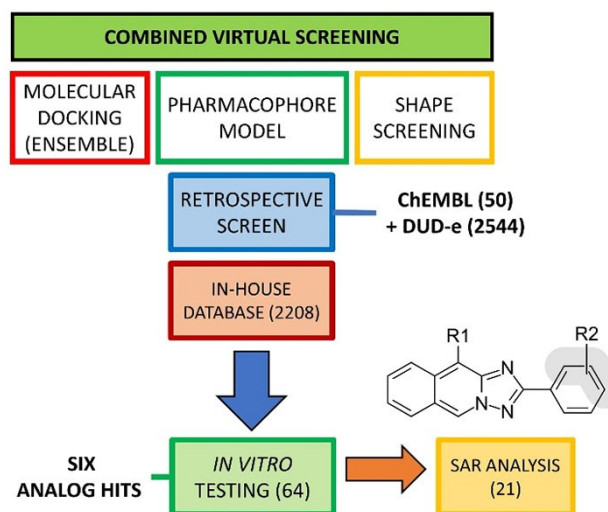 COMBINED VIRTUAL SCREENING
MOLECULAR
DOCKING
(ENSEMBLE)
PHARMACOPHORE
MODEL
SHAPE
SCREENING
RETROSPECTIVE
SCREEN
ChEMBL (50)
+ DUD-e (2544)
IN-HOUSE
DATABASE (2208)
R1
R2
N
N
N
SIX
ANALOG HITS
IN VITRO
TESTING (64)
SAR ANALYSIS
(21)